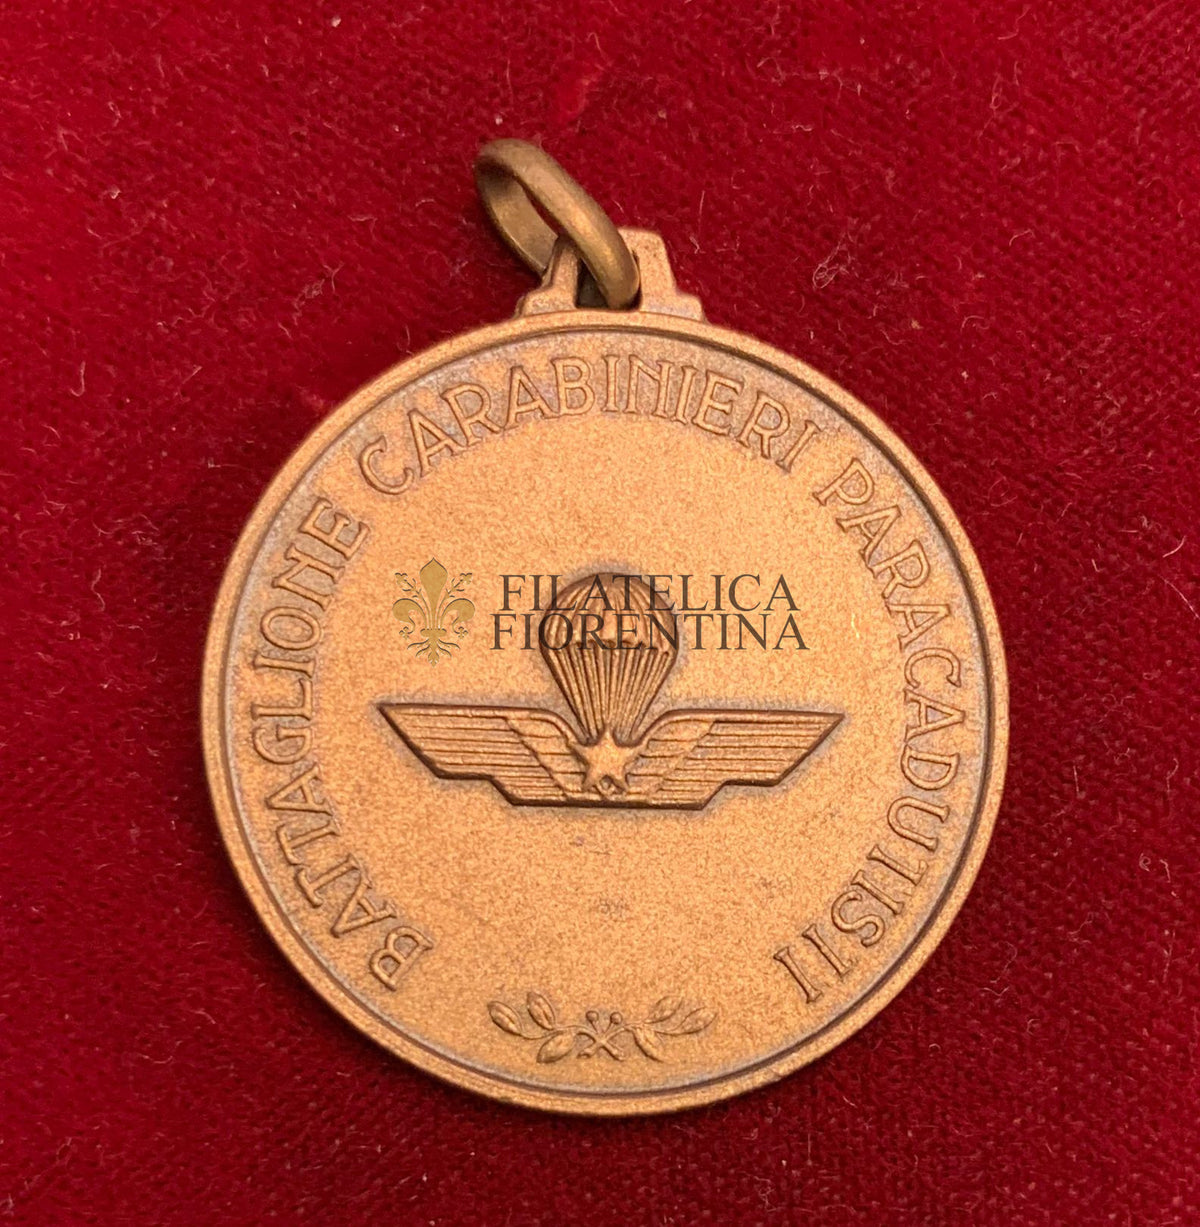 BATTAGLIONE CARABINIERI PARACADUTISTI
FILATELICA
FIORENTINA